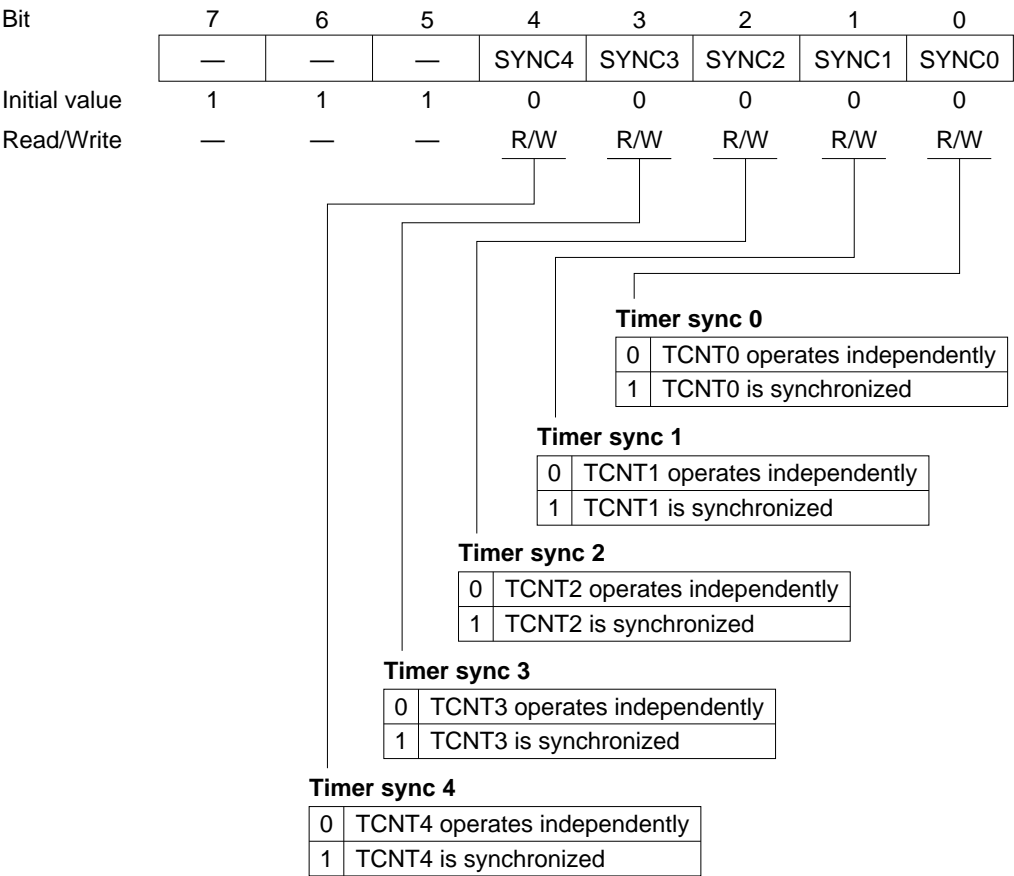 Bit 7 6 5 4 3 2 1 0
— — — SYNC4 SYNC3 SYNC2 SYNC1 SYNC0
Initial value 1 1 1 0 0 0 0 0
Read/Write — — — R/W R/W R/W R/W R/W
Timer sync 0
0 TCNT0 operates independently
1 TCNT0 is synchronized
Timer sync 1
0 TCNT1 operates independently
1 TCNT1 is synchronized
Timer sync 2
0 TCNT2 operates independently
1 TCNT2 is synchronized
Timer sync 3
0 TCNT3 operates independently
1 TCNT3 is synchronized
Timer sync 4
0 TCNT4 operates independently
1 TCNT4 is synchronized